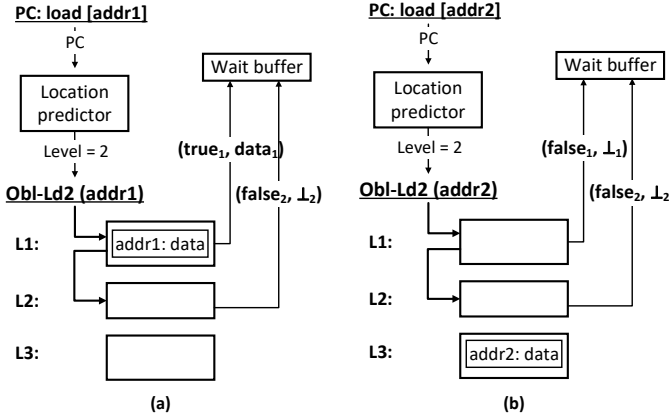 PC: load [addr1]
PC
Wait buffer
Location
predictor
Level = 2
(true₁, data₁)
Obl-Ld2 (addr1)
(false₂, ⊥₂)
L1:
addr1: data
L2:
L3:
(a)
PC: load [addr2]
PC
Wait buffer
Location
predictor
Level = 2
(false₁, ⊥₁)
Obl-Ld2 (addr2)
(false₂, ⊥₂)
L1:
L2:
L3:
addr2: data
(b)